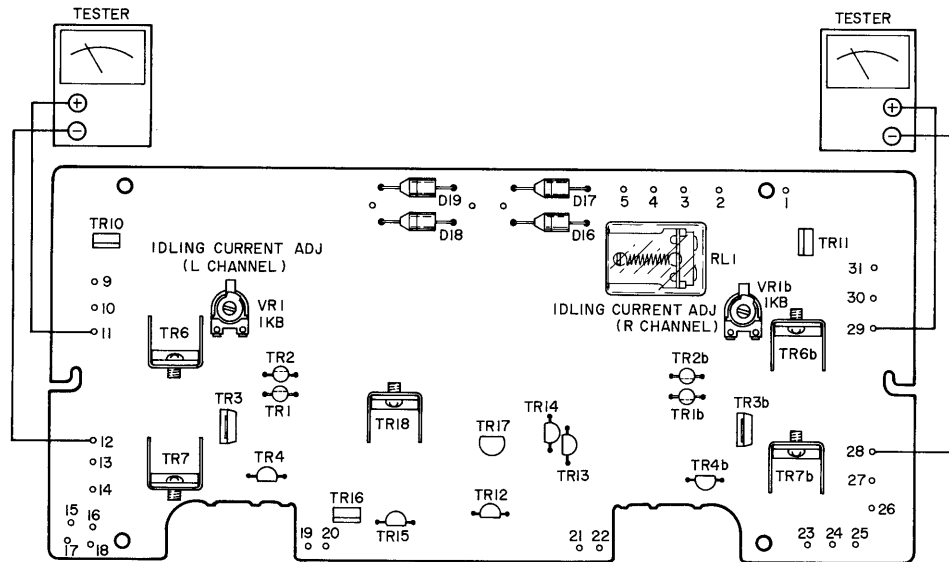 TESTER
TESTER
+
−
+
−
D19
D17
5 4 3 2 1
D18
D16
TR10
TR11
IDLING CURRENT ADJ
(L CHANNEL)
RL1
9
31
10
VR1
1KB
VR1b
1KB
30
IDLING CURRENT ADJ
(R CHANNEL)
11
TR6
29
TR6b
TR2
TR2b
TR3
TR1
TR18
TR14
TR17
TR1b
TR3b
12
28
13
TR7
TR13
TR7b
TR4
TR4b
27
14
26
TR16
TR12
15
16
TR15
17
18
19 20
21 22
23 24 25